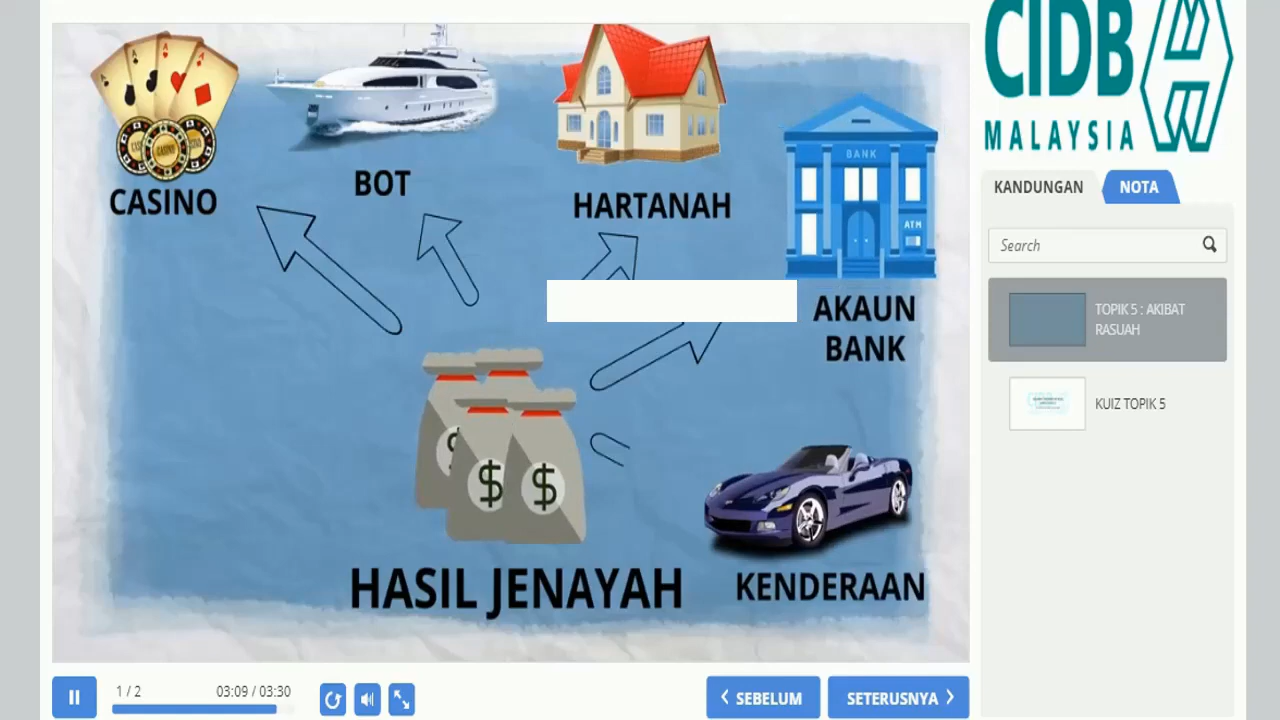 CASINO
BOT
HARTANAH
BANK
ATM
AKAUN
BANK
$
$
HASIL JENAYAH
KENDERAAN
CIDB
MALAYSIA
KANDUNGAN
NOTA
Search
TOPIK 5 : AKIBAT
RASUAH
KUIZ TOPIK 5
1 / 2
03:09 / 03:30
SEBELUM
SETERUSNYA